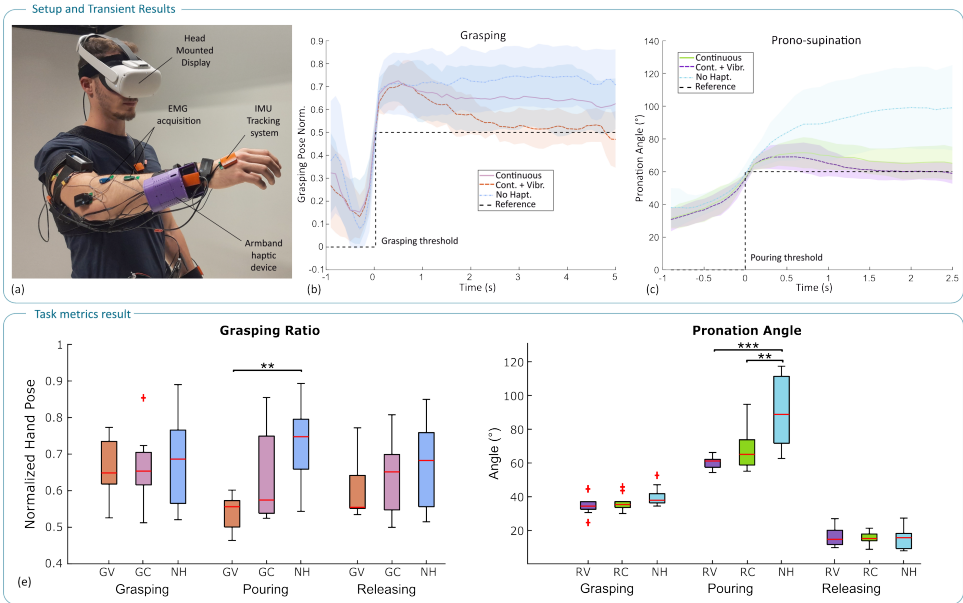 Setup and Transient Results
Head
Mounted
Display
EMG
acquisition
IMU
Tracking
system
Armband
haptic
device
(a)
Grasping
Grasping Pose Norm.
0.9
0.8
0.7
0.6
0.5
0.4
0.3
0.2
0.1
0
-0.1
Continuous
Cont. + Vibr.
No Hapt.
Reference
Grasping threshold
-1 0 1 2 3 4 5
Time (s)
(b)
Prono-supination
Pronation Angle (°)
140
120
100
80
60
40
20
0
Continuous
Cont. + Vibr.
No Hapt.
Reference
Pouring threshold
-1 -0.5 0 0.5 1 1.5 2 2.5
Time (s)
(c)
Task metrics result
Grasping Ratio
Normalized Hand Pose
1
0.9
0.8
0.7
0.6
0.5
0.4
**
GV GC NH GV GC NH GV GC NH
Grasping Pouring Releasing
(e)
Pronation Angle
Angle (°)
120
100
80
60
40
20
***
**
RV RC NH RV RC NH RV RC NH
Grasping Pouring Releasing